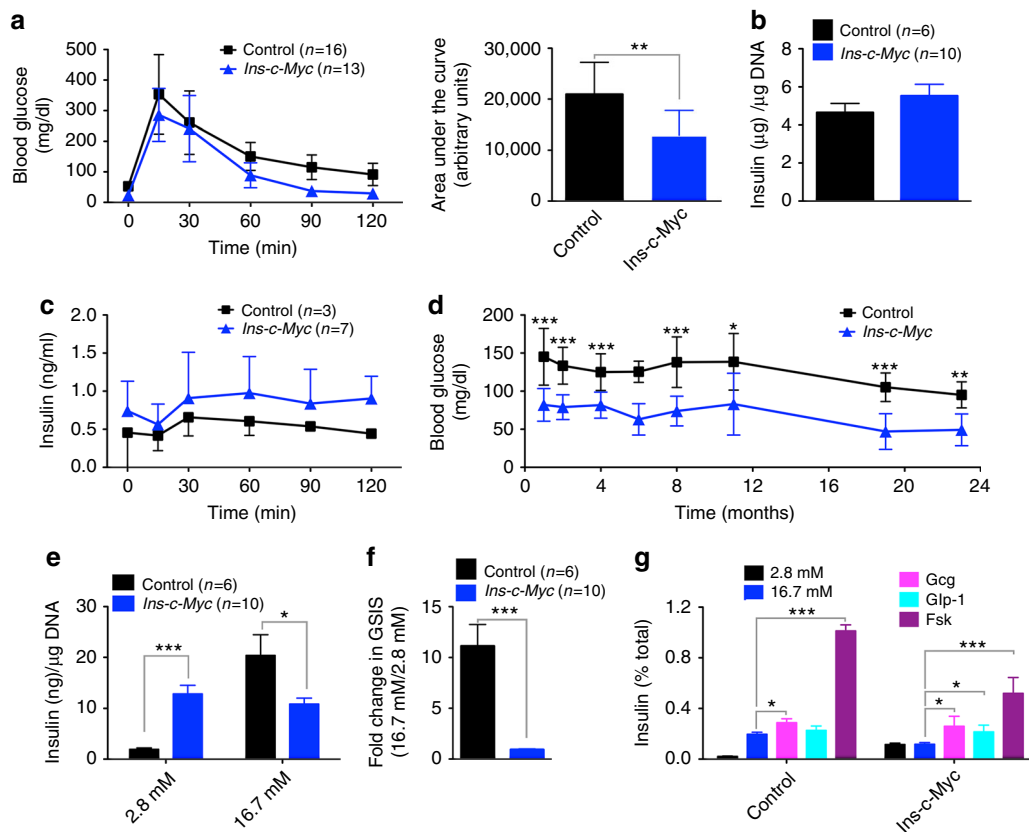 a
Blood glucose
(mg/dl)
500
400
300
200
100
0
Control (n=16)
Ins-c-Myc (n=13)
0 30 60 90 120
Time (min)
Area under the curve
(arbitrary units)
30,000
20,000
10,000
0
**
Control
Ins-c-Myc
b
Insulin (µg) /µg DNA
8
6
4
2
0
Control (n=6)
Ins-c-Myc (n=10)
c
Insulin (ng/ml)
2.0
1.5
1.0
0.5
0.0
Control (n=3)
Ins-c-Myc (n=7)
0 30 60 90 120
Time (min)
d
Blood glucose
(mg/dl)
200
150
100
50
0
Control
Ins-c-Myc
*** *** *** *** * *** **
0 4 8 12 16 20 24
Time (months)
e
Insulin (ng)/µg DNA
30
20
10
0
Control (n=6)
Ins-c-Myc (n=10)
*** *
2.8 mM
16.7 mM
f
Fold change in GSIS
(16.7 mM/2.8 mM)
15
10
5
0
Control (n=6)
Ins-c-Myc (n=10)
***
g
Insulin (% total)
1.2
0.8
0.4
0.0
2.8 mM
16.7 mM
Gcg
Glp-1
Fsk
***
*
***
*
*
Control
Ins-c-Myc